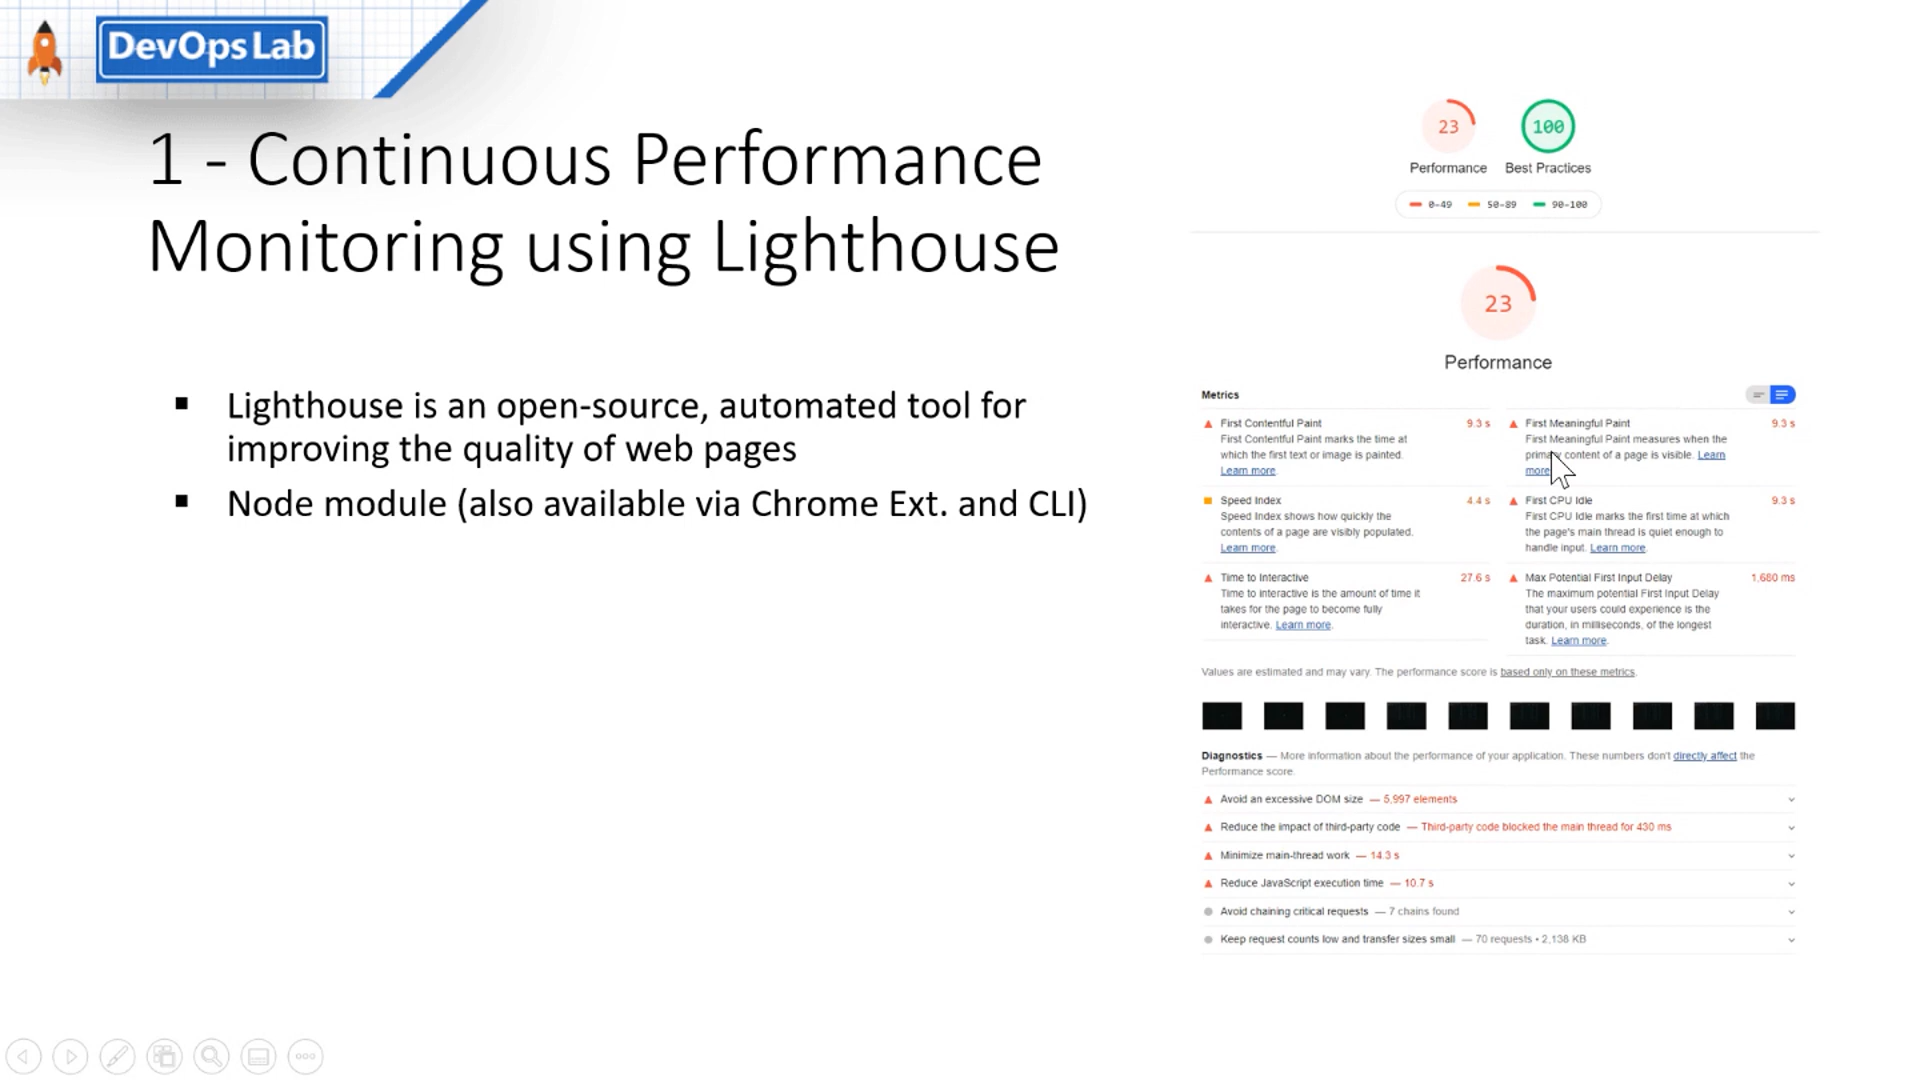 DevOps Lab
1 - Continuous Performance
Monitoring using Lighthouse
▪ Lighthouse is an open-source, automated tool for
improving the quality of web pages
▪ Node module (also available via Chrome Ext. and CLI)
23
100
Performance
Best Practices
0-49
50-89
90-100
23
Performance
Metrics
First Contentful Paint 9.3 s
First Contentful Paint marks the time at
which the first text or image is painted.
Learn more.
First Meaningful Paint 9.3 s
First Meaningful Paint measures when the
primary content of a page is visible. Learn
more
Speed Index 4.4 s
Speed Index shows how quickly the
contents of a page are visibly populated.
Learn more.
First CPU Idle 9.3 s
First CPU Idle marks the first time at which
the page's main thread is quiet enough to
handle input. Learn more.
Time to Interactive 27.6 s
Time to interactive is the amount of time it
takes for the page to become fully
interactive. Learn more.
Max Potential First Input Delay 1,680 ms
The maximum potential First Input Delay
that your users could experience is the
duration, in milliseconds, of the longest
task. Learn more.
Values are estimated and may vary. The performance score is based only on these metrics.
Diagnostics — More information about the performance of your application. These numbers don't directly affect the
Performance score.
Avoid an excessive DOM size — 5,997 elements
Reduce the impact of third-party code — Third-party code blocked the main thread for 430 ms
Minimize main-thread work — 14.3 s
Reduce JavaScript execution time — 10.7 s
Avoid chaining critical requests — 7 chains found
Keep request counts low and transfer sizes small — 70 requests • 2,138 KB